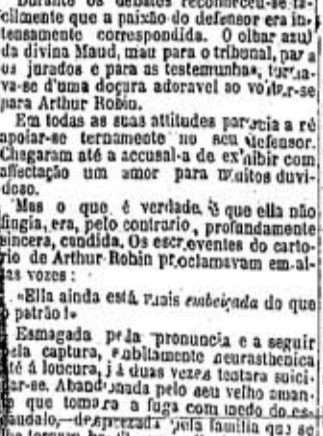 Durante os debates reconheceu-se fa-
cilmente que a paixão do defensor era in-
tensamente correspondida. O olhar azul
da divina Maud, mau para o tribunal, para
os jurados e para as testemunhas, torna-
va-se d'uma doçura adoravel ao voltar-se
para Arthur Robin.
Em todas as suas attitudes parecia a ré
apoiar-se ternamente no seu defensor.
Chegaram até a accusal-a de exhibir com
affectação um amor para muitos duvi-
doso.
Mas o que é verdade é que ella não
fingia, era, pelo contrario, profundamente
sincera, candida. Os escreventes do carto-
rio de Arthur Robin proclamavam em al-
as vozes:
«Ella ainda está mais embeiçada do que
o patrão!»
Esmagada pela pronuncia e a seguir
pela captura, subitamente neurasthenica
até á loucura, já duas vezes tentara suici-
dar-se. Abandonada pelo seu velho aman-
e que tomara a fuga com medo do es-
candalo,—desprezada pela familia que se